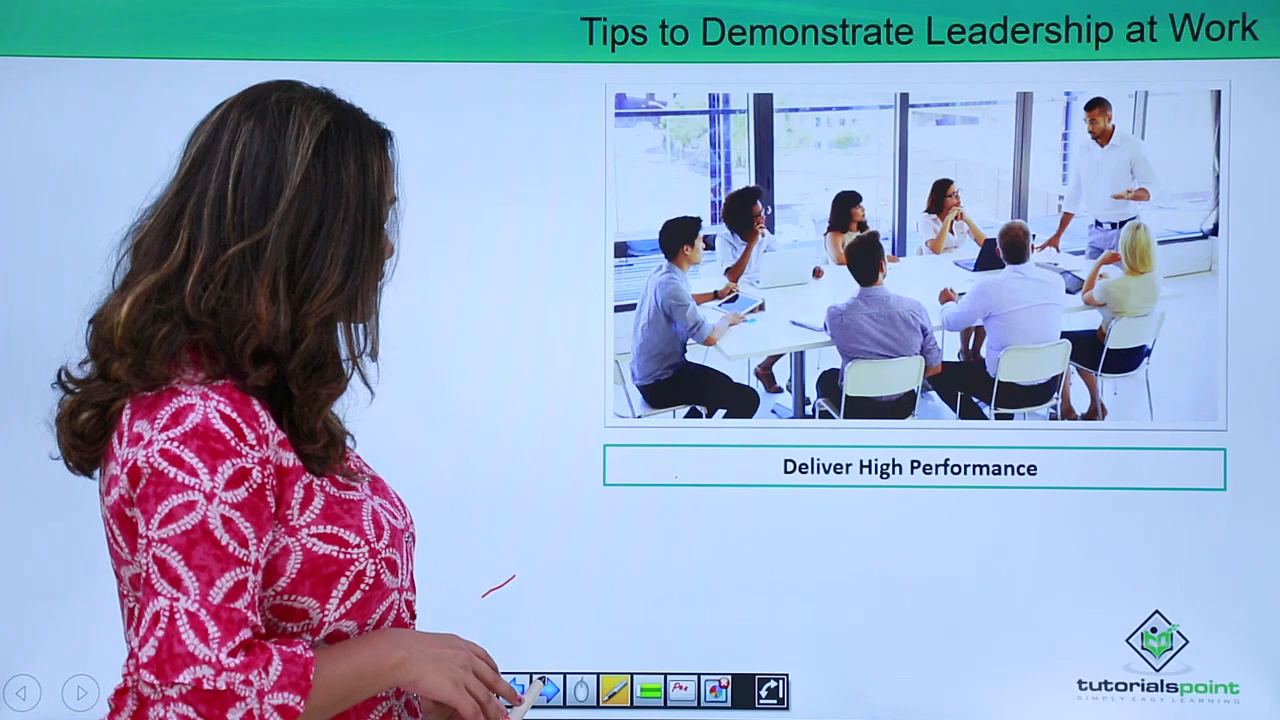 Tips to Demonstrate Leadership at Work
Deliver High Performance
tutorialspoint
SIMPLY EASY LEARNING